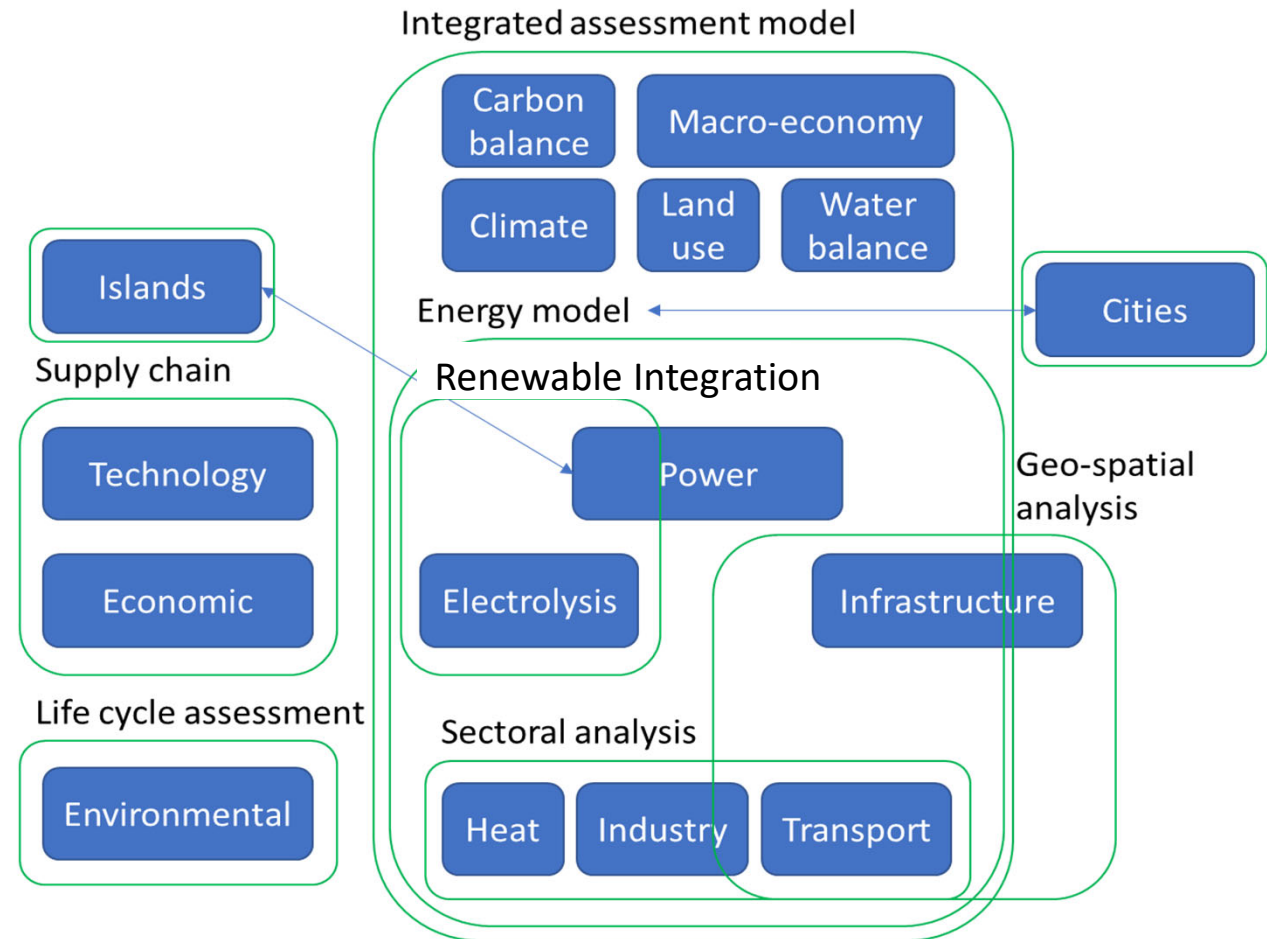 Integrated assessment model
Carbon
balance
Macro-economy
Climate
Land
use
Water
balance
Islands
Energy model
Cities
Supply chain
Renewable Integration
Technology
Power
Geo-spatial
analysis
Economic
Electrolysis
Infrastructure
Life cycle assessment
Sectoral analysis
Environmental
Heat
Industry
Transport